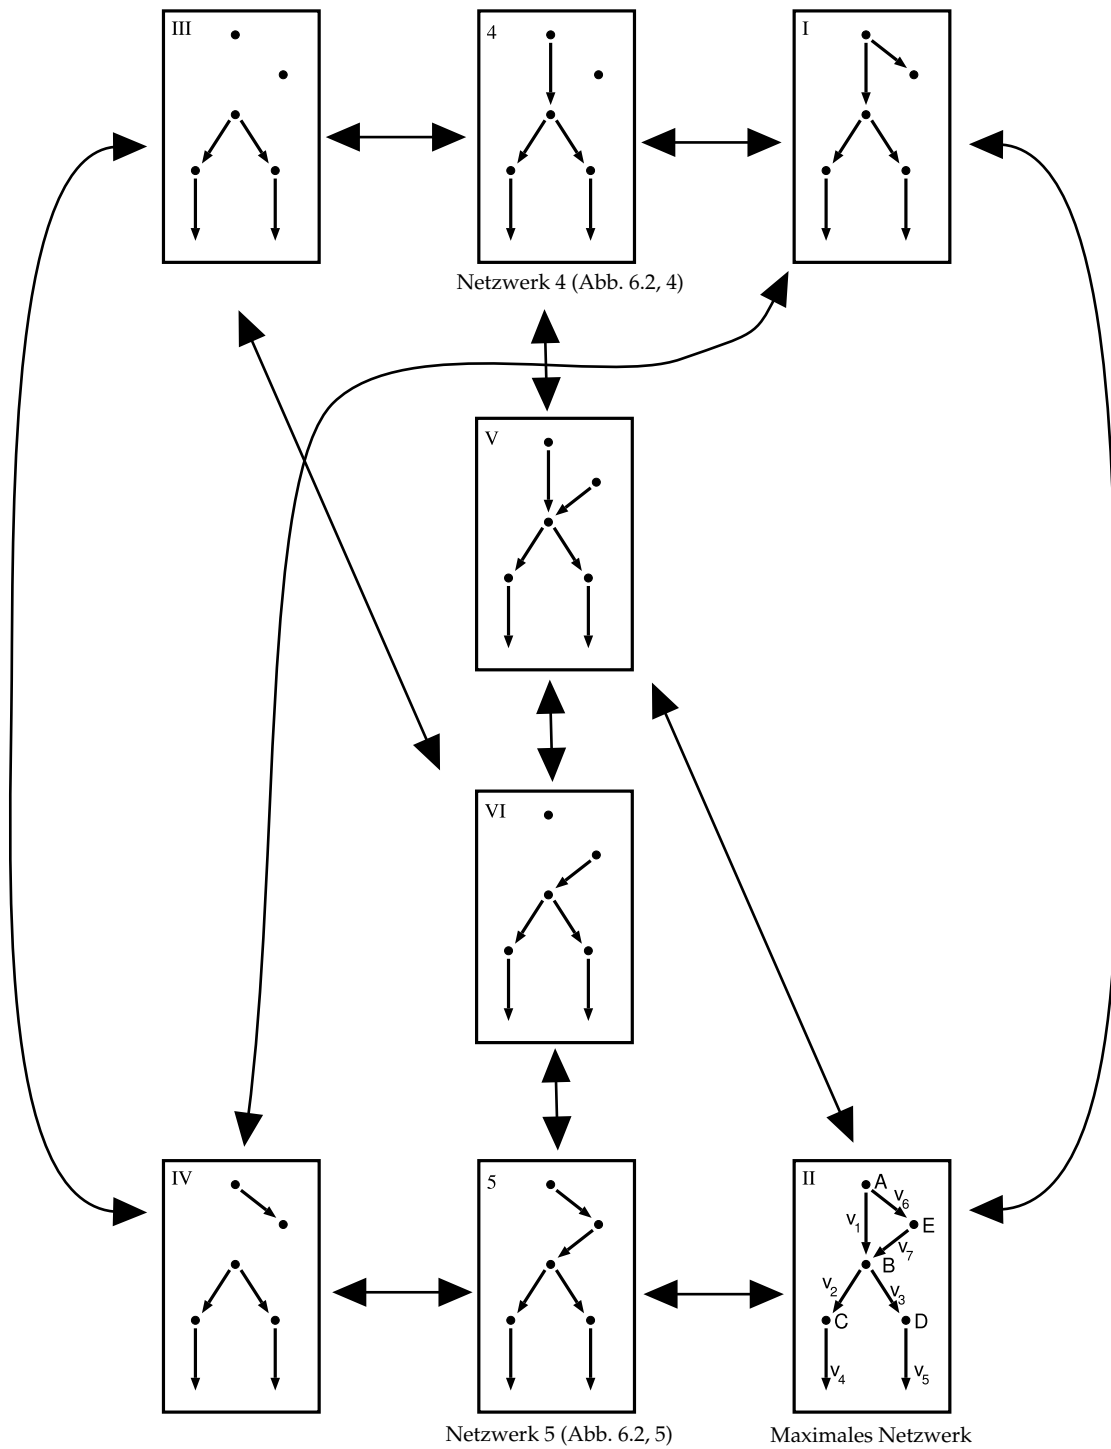 III
4
I
Netzwerk 4 (Abb. 6.2, 4)
V
VI
IV
5
II
A
v6
v1
E
v7
B
v2
v3
C
D
v4
v5
Netzwerk 5 (Abb. 6.2, 5)
Maximales Netzwerk